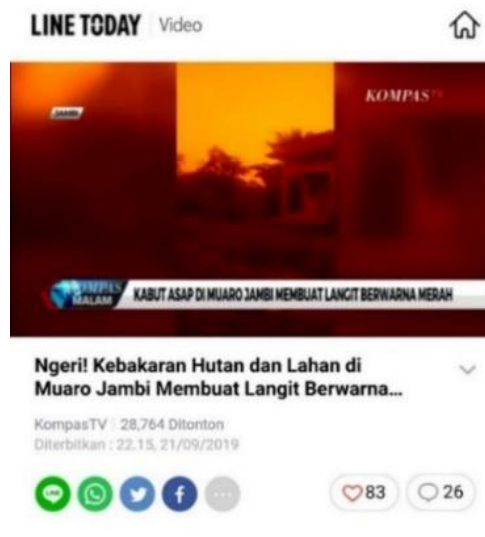 LINE TODAY Video
KOMPAS TV
JAMBI
KOMPAS
MALAM
KABUT ASAP DI MUARO JAMBI MEMBUAT LANGIT BERWARNA MERAH
Ngeri! Kebakaran Hutan dan Lahan di
Muaro Jambi Membuat Langit Berwarna...
KompasTV 28,764 Ditonton
Diterbitkan : 22.15, 21/09/2019
LINE
83
26